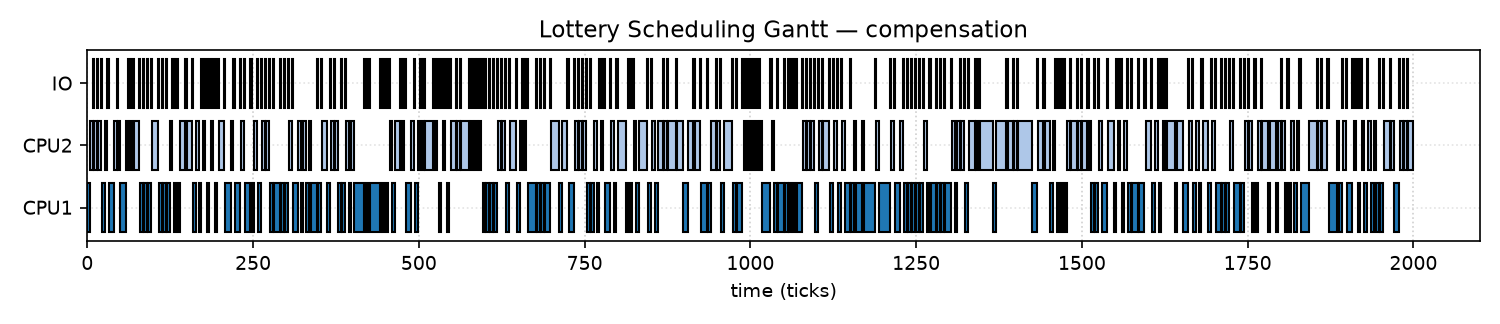 Lottery Scheduling Gantt — compensation
IO
CPU2
CPU1
0 250 500 750 1000 1250 1500 1750 2000
time (ticks)